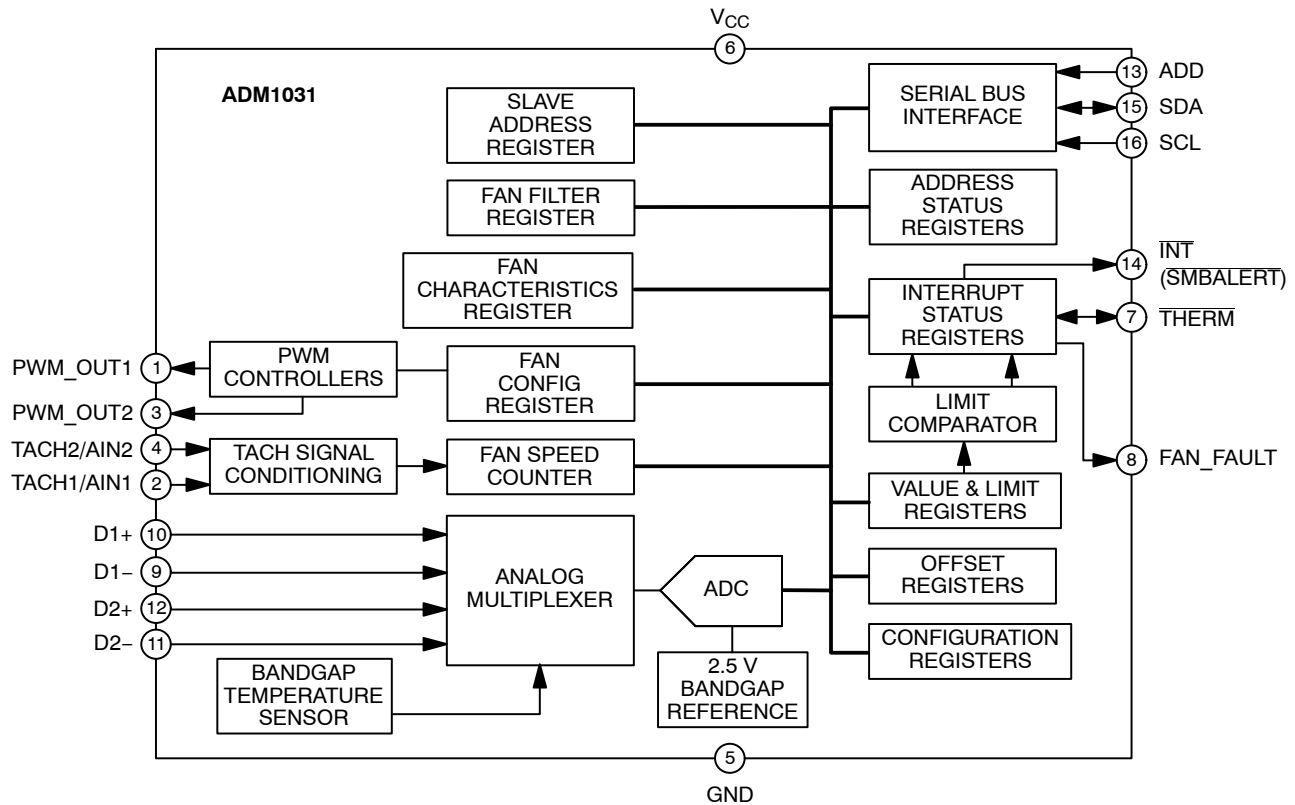 V_CC
6
ADM1031
SLAVE
ADDRESS
REGISTER
SERIAL BUS
INTERFACE
13 ADD
15 SDA
16 SCL
FAN FILTER
REGISTER
ADDRESS
STATUS
REGISTERS
FAN
CHARACTERISTICS
REGISTER
INTERRUPT
STATUS
REGISTERS
14 I̅N̅T̅
(S̅M̅B̅A̅L̅E̅R̅T̅)
7 T̅H̅E̅R̅M̅
PWM_OUT1 1
PWM_OUT2 3
PWM
CONTROLLERS
FAN
CONFIG
REGISTER
LIMIT
COMPARATOR
TACH2/AIN2 4
TACH1/AIN1 2
TACH SIGNAL
CONDITIONING
FAN SPEED
COUNTER
8 FAN_FAULT
VALUE & LIMIT
REGISTERS
D1+ 10
D1− 9
D2+ 12
D2− 11
ANALOG
MULTIPLEXER
ADC
OFFSET
REGISTERS
CONFIGURATION
REGISTERS
BANDGAP
TEMPERATURE
SENSOR
2.5 V
BANDGAP
REFERENCE
5
GND